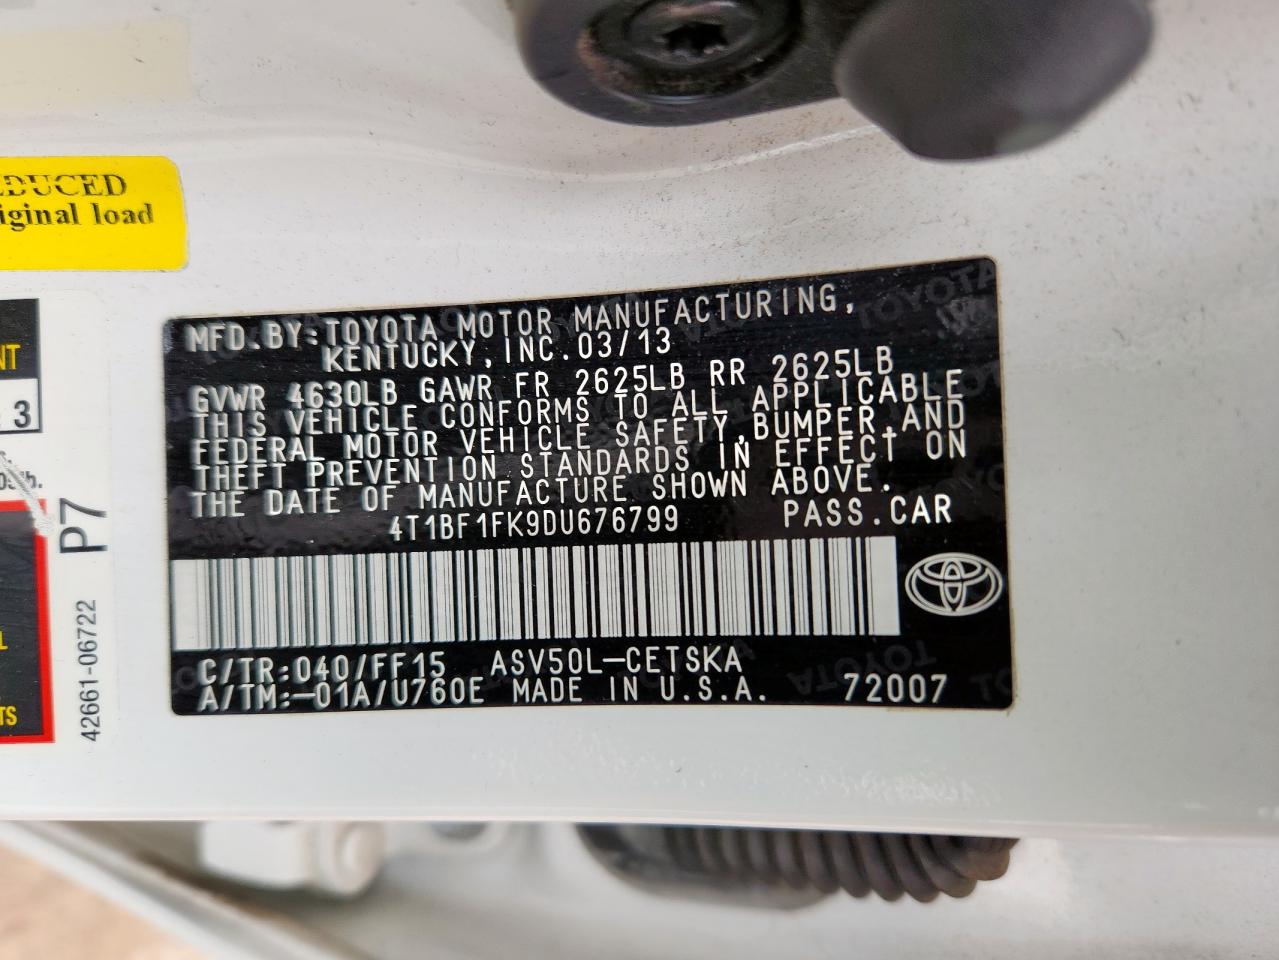 DUCED
iginal load
NT
3
lb.
L
TS
P7
42661-06722
MFD.BY:TOYOTA MOTOR MANUFACTURING,
KENTUCKY,INC.03/13
GVWR 4630LB GAWR FR 2625LB RR 2625LB
THIS VEHICLE CONFORMS TO ALL APPLICABLE
FEDERAL MOTOR VEHICLE SAFETY,BUMPER,AND
THEFT PREVENTION STANDARDS IN EFFECT ON
THE DATE OF MANUFACTURE SHOWN ABOVE.
4T1BF1FK9DU676799 PASS.CAR
C/TR:040/FF15 ASV50L-CETSKA
A/TM:-01A/U760E MADE IN U.S.A. 72007